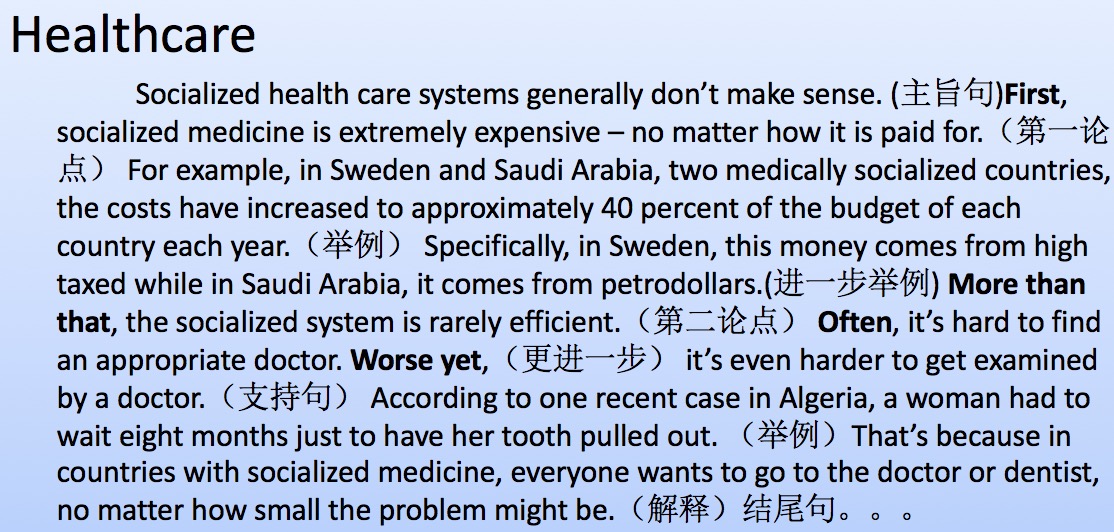 Healthcare
Socialized health care systems generally don’t make sense. (主旨句)First,
socialized medicine is extremely expensive – no matter how it is paid for.（第一论
点） For example, in Sweden and Saudi Arabia, two medically socialized countries,
the costs have increased to approximately 40 percent of the budget of each
country each year.（举例） Specifically, in Sweden, this money comes from high
taxed while in Saudi Arabia, it comes from petrodollars.(进一步举例) More than
that, the socialized system is rarely efficient.（第二论点） Often, it’s hard to find
an appropriate doctor. Worse yet,（更进一步） it’s even harder to get examined
by a doctor.（支持句） According to one recent case in Algeria, a woman had to
wait eight months just to have her tooth pulled out. （举例）That’s because in
countries with socialized medicine, everyone wants to go to the doctor or dentist,
no matter how small the problem might be.（解释）结尾句。。。